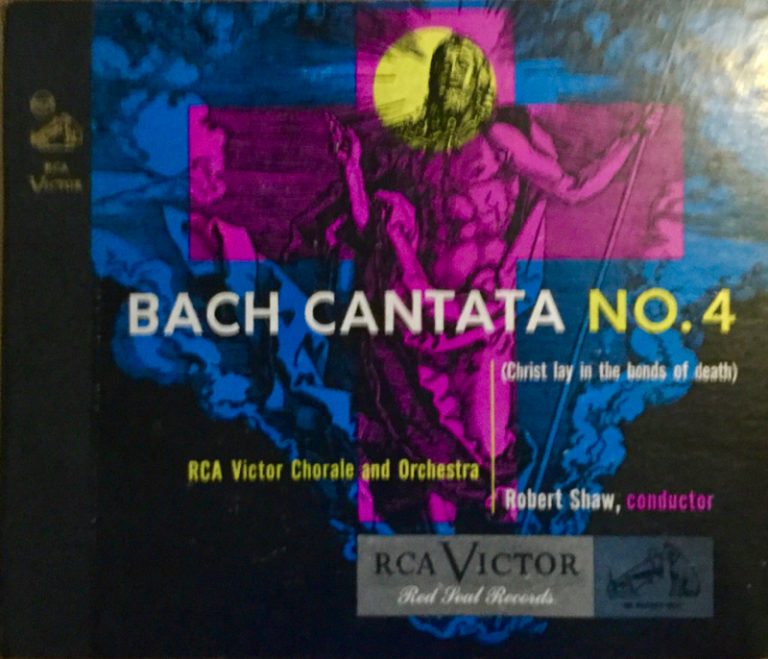 RCA
VICTOR
BACH CANTATA NO. 4
(Christ lay in the bonds of death)
RCA Victor Chorale and Orchestra
Robert Shaw, conductor
RCA VICTOR
Red Seal Records